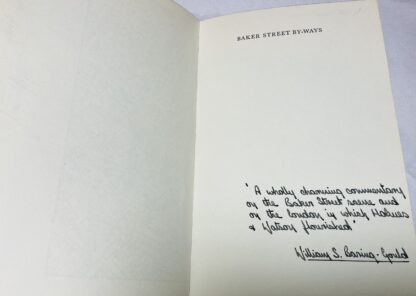 BAKER STREET BY-WAYS
"A wholly charming commentary
on the Baker Street scene and
on the London in which Holmes
& Watson flourished"
William S. Baring-Gould